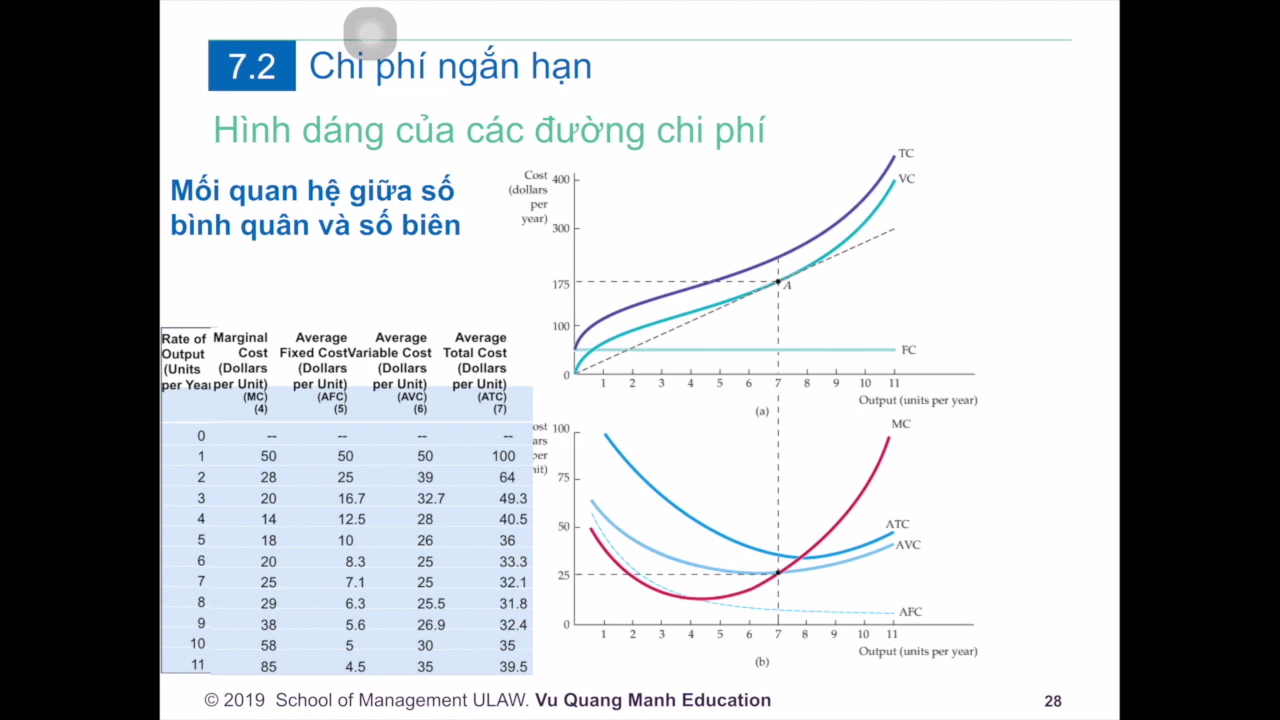 7.2 Chi phí ngắn hạn
Hình dáng của các đường chi phí
Mối quan hệ giữa số
bình quân và số biên
Rate of Marginal Average Average Average
Output Cost Fixed Cost Variable Cost Total Cost
(Units (Dollars (Dollars (Dollars (Dollars
per Year per Unit) per Unit) per Unit) per Unit)
(MC) (AFC) (AVC) (ATC)
(4) (5) (6) (7)
0 -- -- -- --
1 50 50 50 100
2 28 25 39 64
3 20 16.7 32.7 49.3
4 14 12.5 28 40.5
5 18 10 26 36
6 20 8.3 25 33.3
7 25 7.1 25 32.1
8 29 6.3 25.5 31.8
9 38 5.6 26.9 32.4
10 58 5 30 35
11 85 4.5 35 39.5
Cost
(dollars
per
year)
400
300
175
100
0
TC
VC
A
FC
1 2 3 4 5 6 7 8 9 10 11
Output (units per year)
(a)
ost
ars
per
nit)
100
75
50
25
0
MC
ATC
AVC
AFC
1 2 3 4 5 6 7 8 9 10 11
Output (units per year)
(b)
© 2019 School of Management ULAW. Vu Quang Manh Education
28